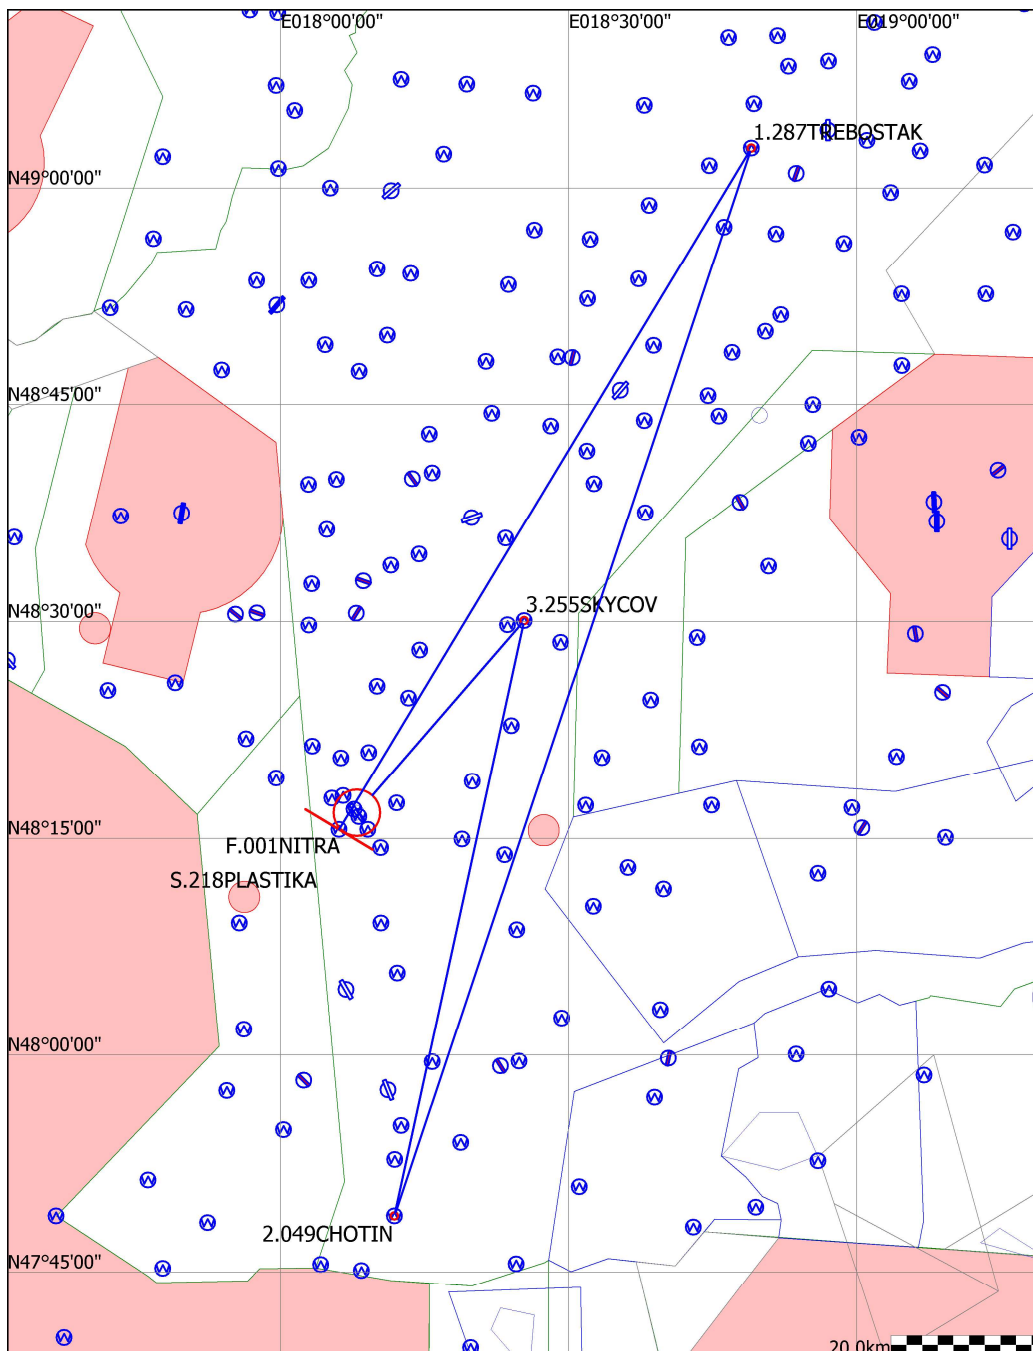 E018°00'00" E018°30'00" E019°00'00"
1.287TREBOSTAK
N49°00'00"
N48°45'00"
3.255SKYCOV
N48°30'00"
N48°15'00"
F.001NITRA
S.218PLASTIKA
N48°00'00"
2.049CHOTIN
N47°45'00"
20.0km